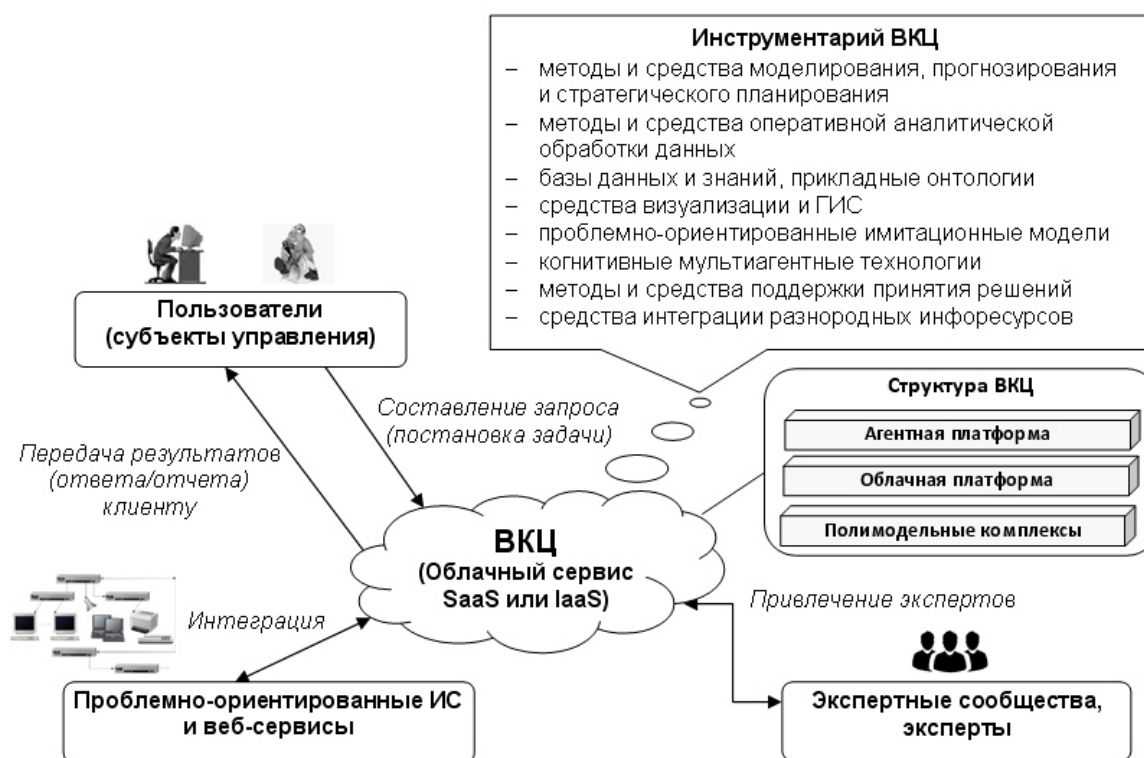 Инструментарий ВКЦ
– методы и средства моделирования, прогнозирования
и стратегического планирования
– методы и средства оперативной аналитической
обработки данных
– базы данных и знаний, прикладные онтологии
– средства визуализации и ГИС
– проблемно-ориентированные имитационные модели
– когнитивные мультиагентные технологии
– методы и средства поддержки принятия решений
– средства интеграции разнородных инфоресурсов
Пользователи
(субъекты управления)
Составление запроса
(постановка задачи)
Передача результатов
(ответа/отчета)
клиенту
Структура ВКЦ
Агентная платформа
Облачная платформа
Полимодельные комплексы
ВКЦ
(Облачный сервис
SaaS или IaaS)
Интеграция
Привлечение экспертов
Проблемно-ориентированные ИС
и веб-сервисы
Экспертные сообщества,
эксперты